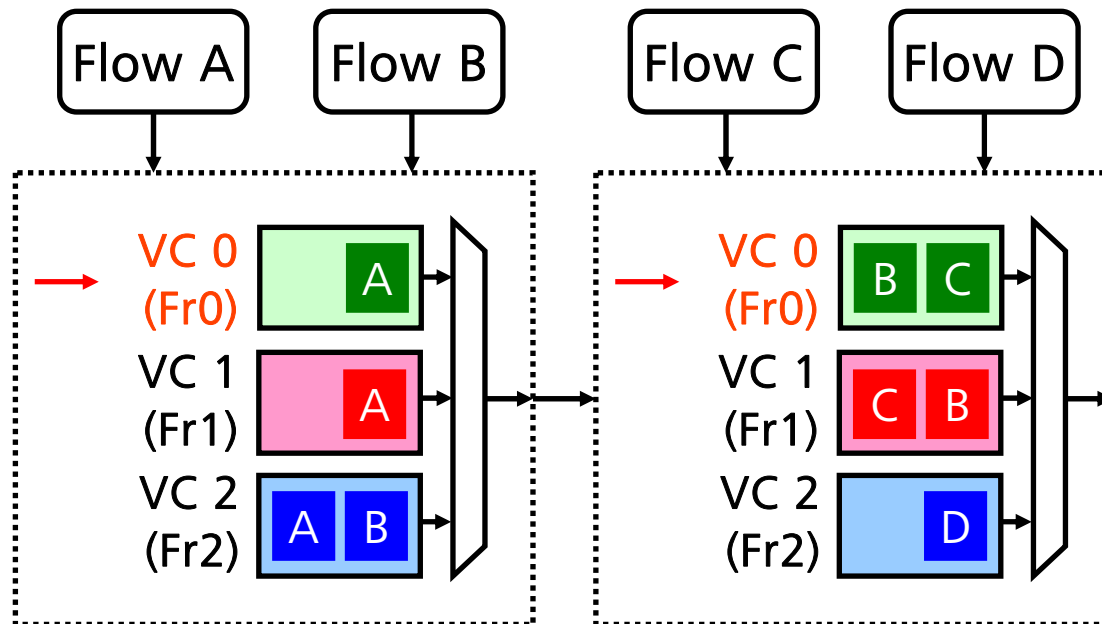 Flow A
Flow B
Flow C
Flow D
VC 0
(Fr0)
A
VC 1
(Fr1)
A
VC 2
(Fr2)
A B
VC 0
(Fr0)
B C
VC 1
(Fr1)
C B
VC 2
(Fr2)
D